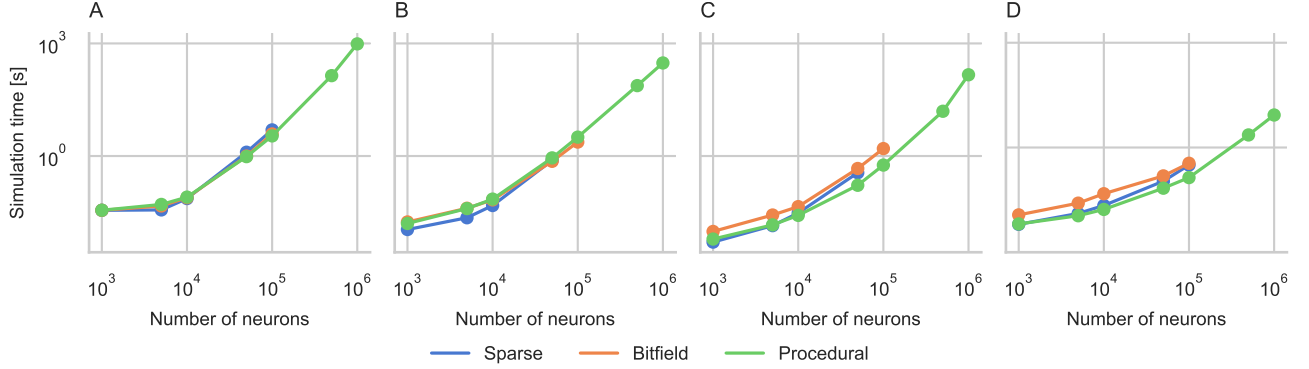 A B C D
Simulation time [s]
10^3
10^0
10^3 10^4 10^5 10^6 10^3 10^4 10^5 10^6 10^3 10^4 10^5 10^6 10^3 10^4 10^5 10^6
Number of neurons Number of neurons Number of neurons Number of neurons
Sparse Bitfield Procedural